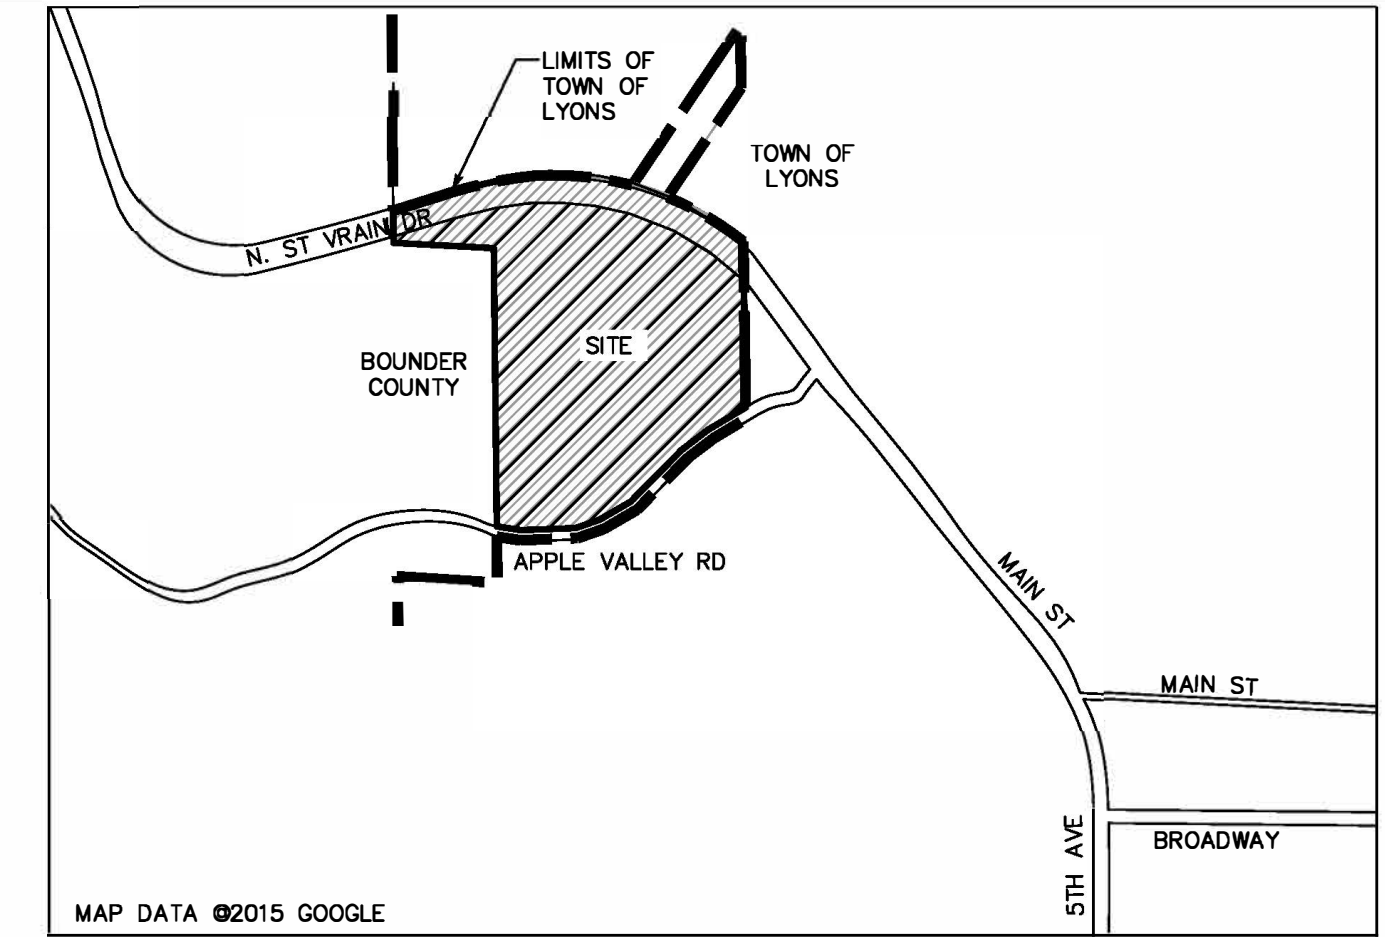 LIMITS OF
TOWN OF
LYONS
TOWN OF
LYONS
N. ST VRAIN DR
SITE
BOUNDER
COUNTY
APPLE VALLEY RD
MAIN ST
MAIN ST
5TH AVE
BROADWAY
MAP DATA @2015 GOOGLE